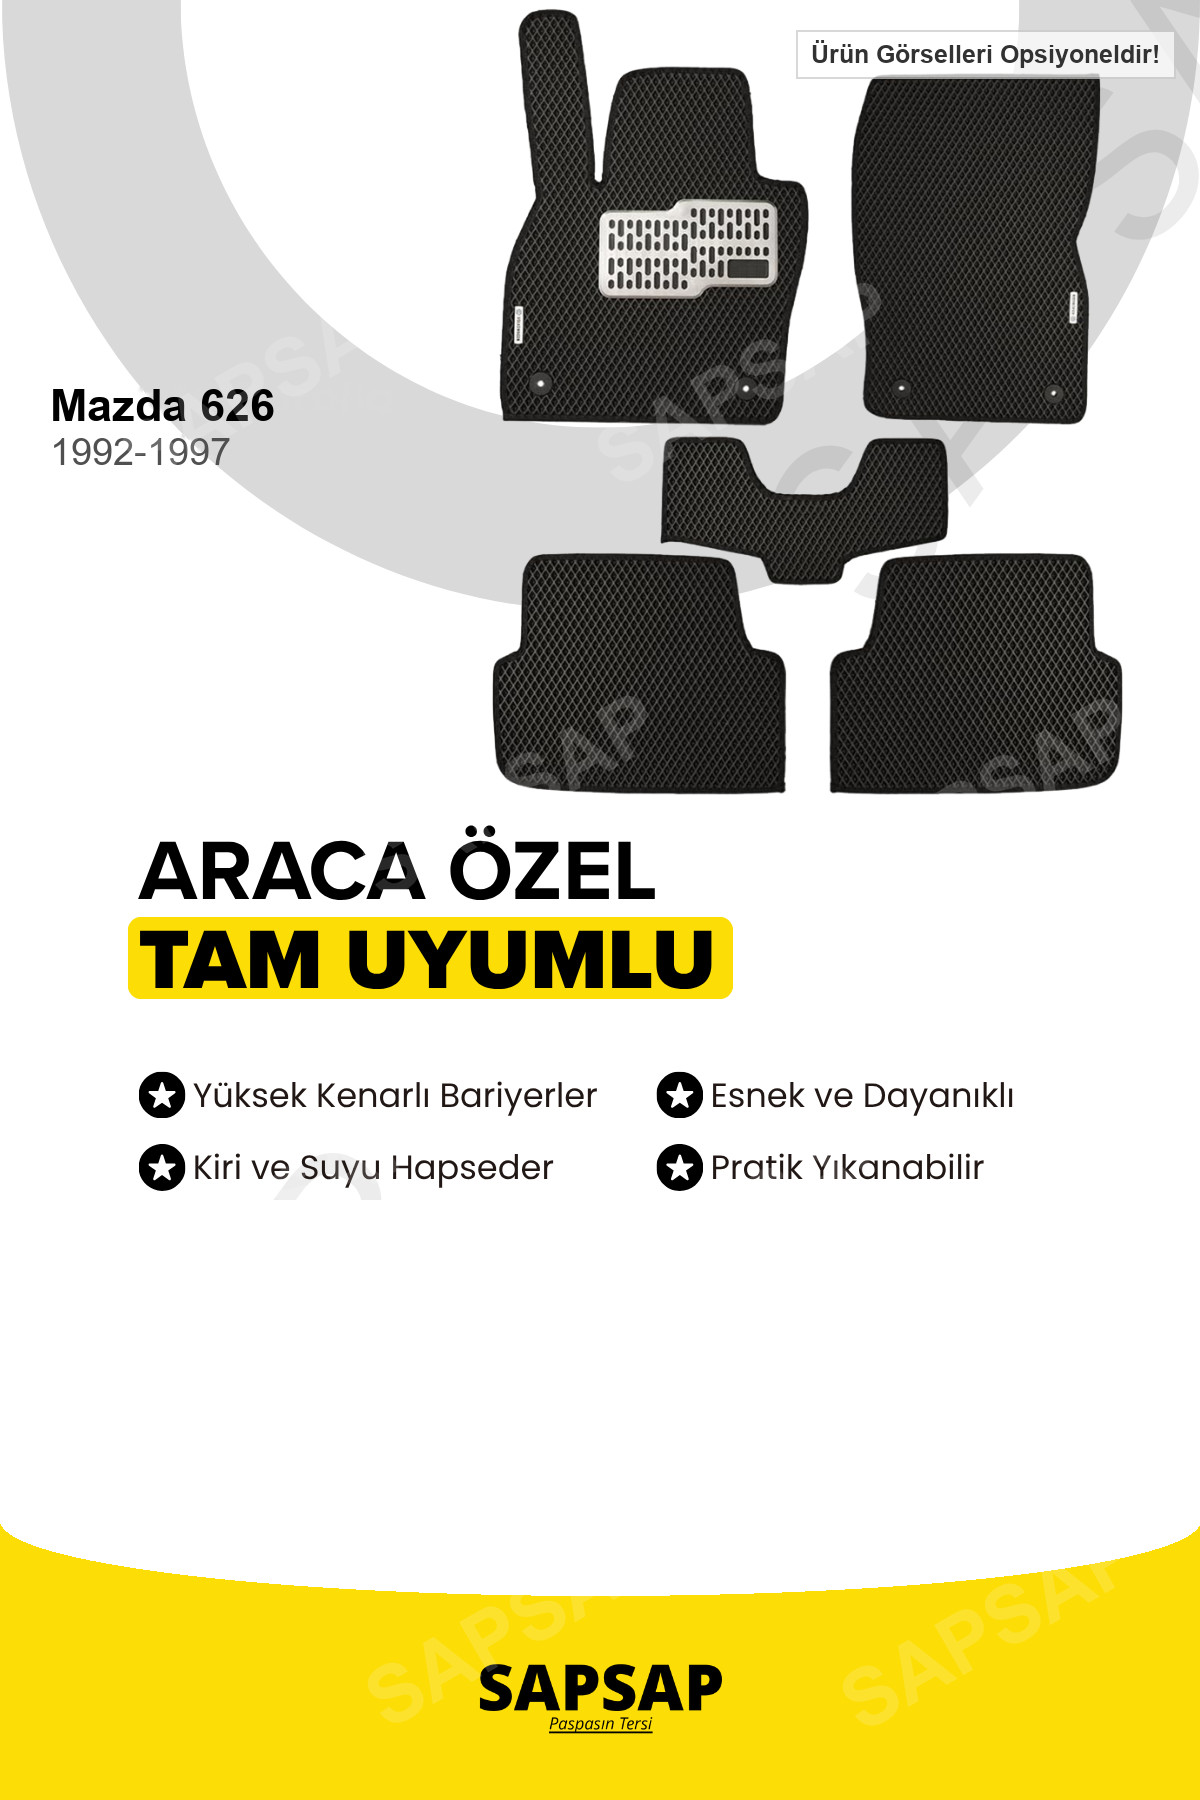 Ürün Görselleri Opsiyoneldir!
Mazda 626
1992-1997
ARACA ÖZEL
TAM UYUMLU
Yüksek Kenarlı Bariyerler
Esnek ve Dayanıklı
Kiri ve Suyu Hapseder
Pratik Yıkanabilir
SAPSAP
Paspasın Tersi